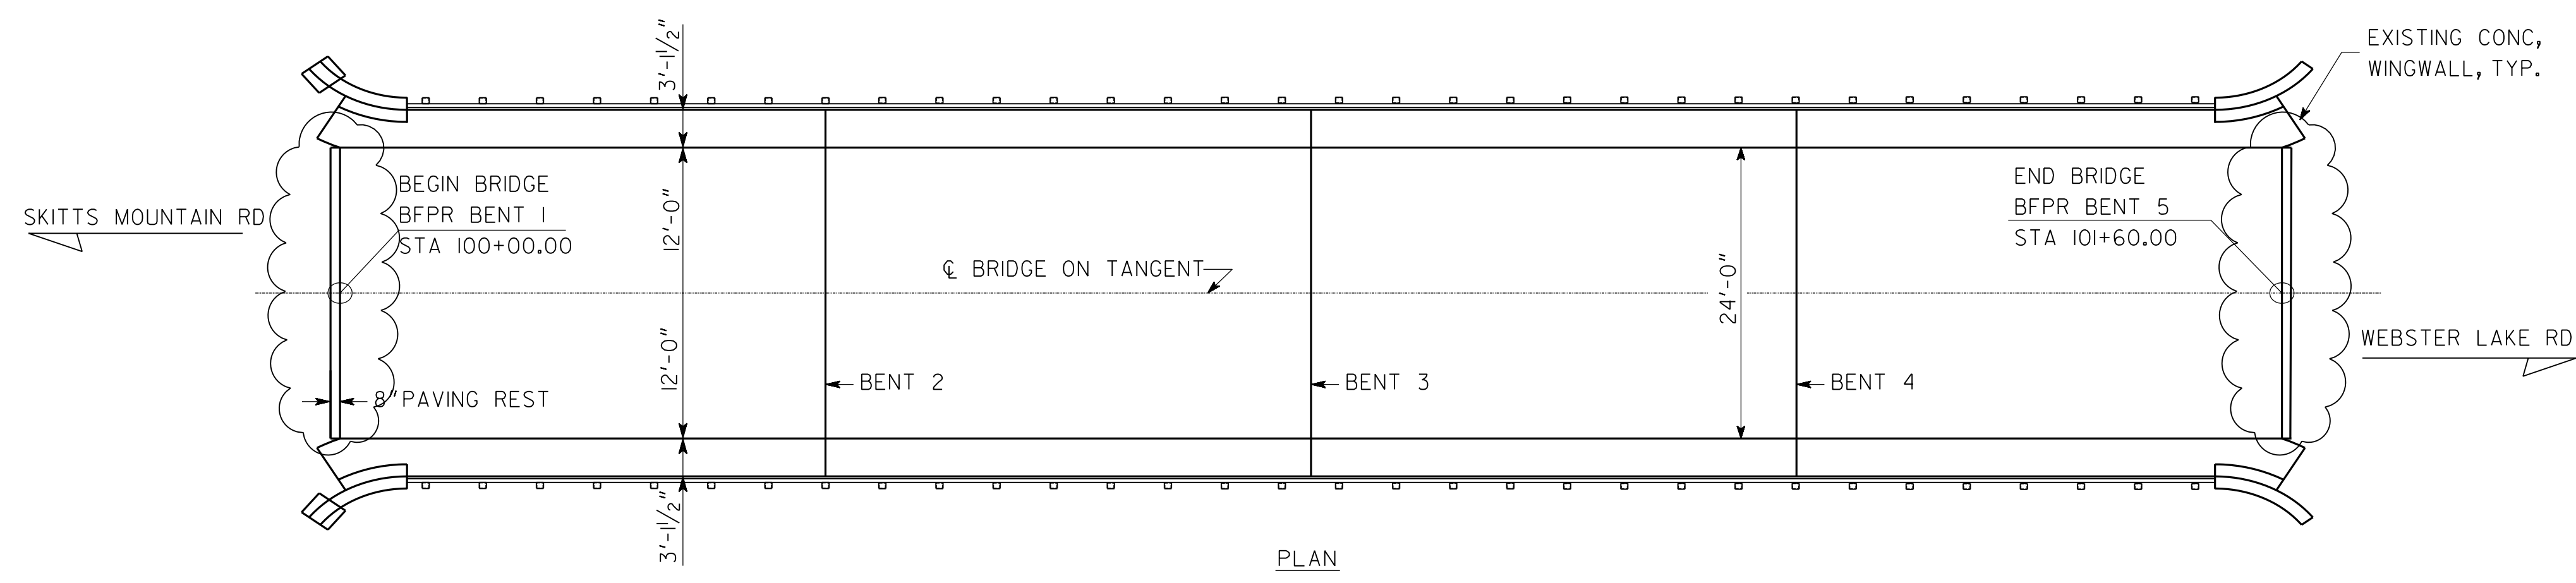 3'-1½"
EXISTING CONC,
WINGWALL, TYP.
BEGIN BRIDGE
BFPR BENT 1
STA 100+00.00
SKITTS MOUNTAIN RD
12'-0"
END BRIDGE
BFPR BENT 5
STA 101+60.00
℄ BRIDGE ON TANGENT
24'-0"
12'-0"
WEBSTER LAKE RD
BENT 2
BENT 3
BENT 4
8"PAVING REST
3'-1½"
PLAN